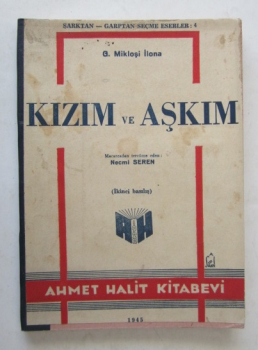 ŞARKTAN — GARPTAN SEÇME ESERLER: 4
G. Mikloşi İlona
KIZIM VE AŞKIM
Macarcadan tercüme eden:
Necmi SEREN
(İkinci basılış)
AH
AHMET HALİT KİTABEVİ
1945